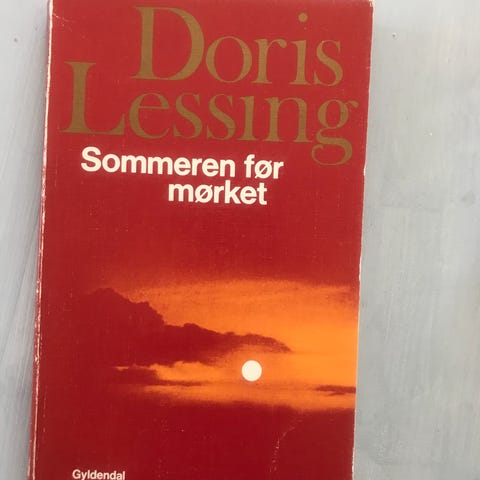 Doris
Lessing
Sommeren før
mørket
Gyldendal